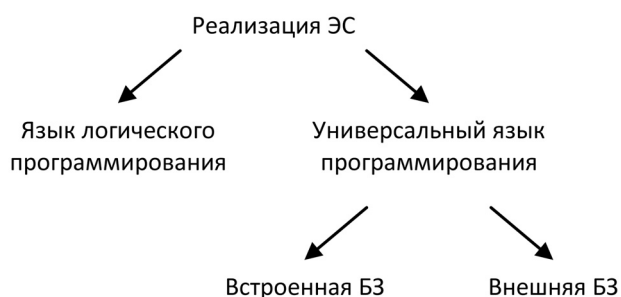 Реализация ЭС
Язык логического
программирования
Универсальный язык
программирования
Встроенная БЗ
Внешняя БЗ